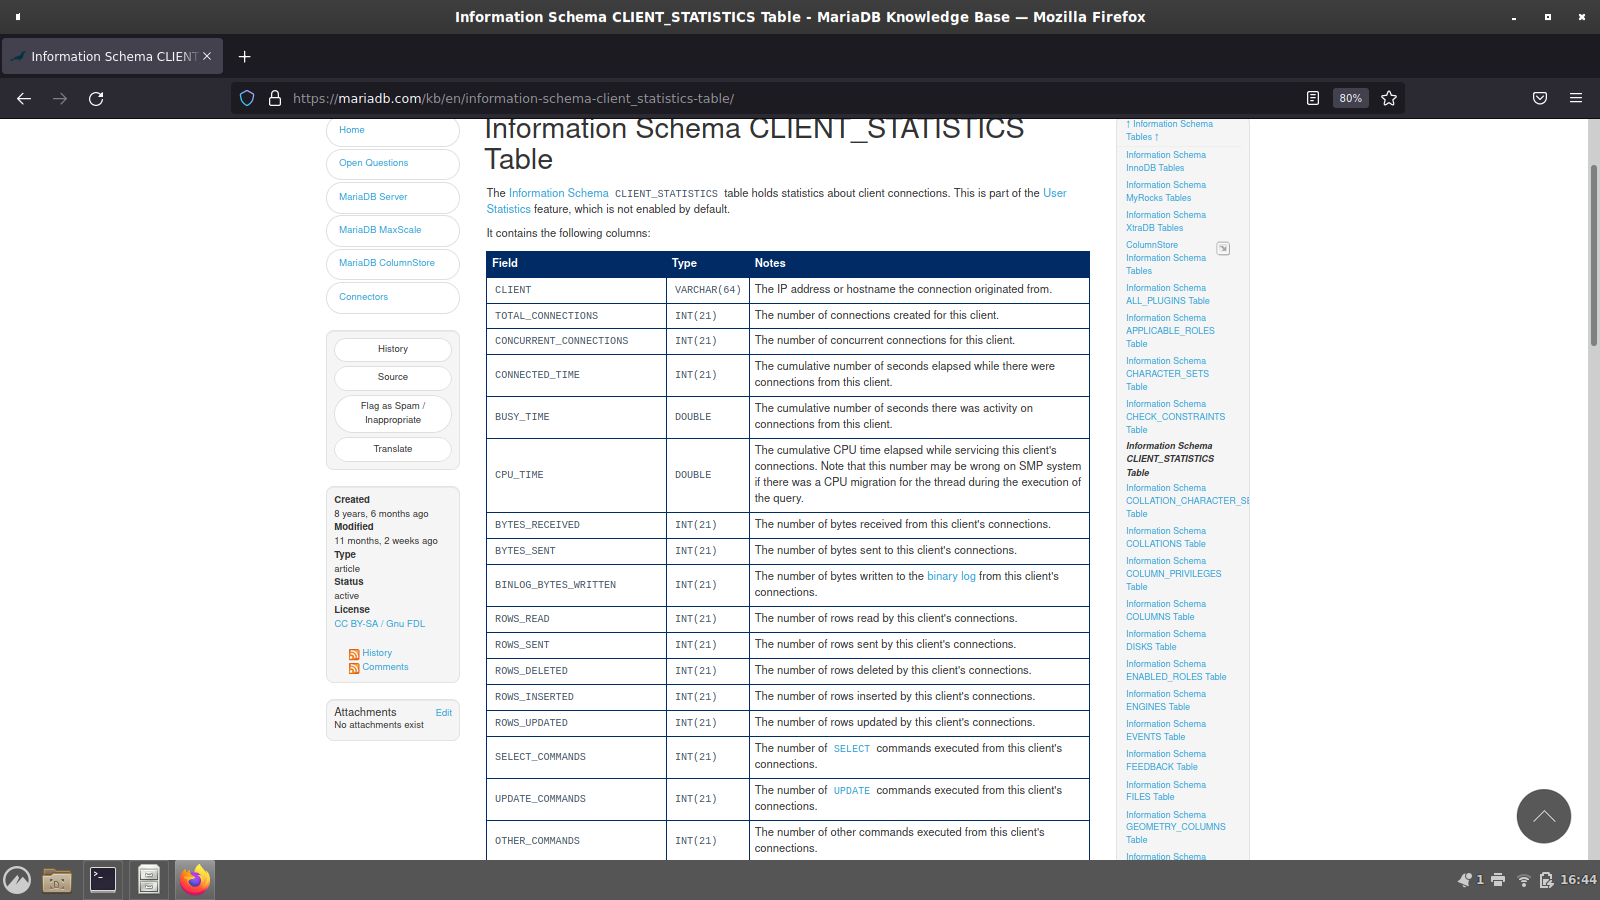 Information Schema CLIENT_STATISTICS Table - MariaDB Knowledge Base — Mozilla Firefox
Information Schema CLIENT
https://mariadb.com/kb/en/information-schema-client_statistics-table/
80%
Home
Open Questions
MariaDB Server
MariaDB MaxScale
MariaDB ColumnStore
Connectors
History
Source
Flag as Spam /
Inappropriate
Translate
Created
8 years, 6 months ago
Modified
11 months, 2 weeks ago
Type
article
Status
active
License
CC BY-SA / Gnu FDL
History
Comments
Attachments Edit
No attachments exist
Information Schema CLIENT_STATISTICS
Table
The Information Schema CLIENT_STATISTICS table holds statistics about client connections. This is part of the User
Statistics feature, which is not enabled by default.
It contains the following columns:
Field Type Notes
CLIENT VARCHAR(64) The IP address or hostname the connection originated from.
TOTAL_CONNECTIONS INT(21) The number of connections created for this client.
CONCURRENT_CONNECTIONS INT(21) The number of concurrent connections for this client.
CONNECTED_TIME INT(21) The cumulative number of seconds elapsed while there were
connections from this client.
BUSY_TIME DOUBLE The cumulative number of seconds there was activity on
connections from this client.
CPU_TIME DOUBLE The cumulative CPU time elapsed while servicing this client's
connections. Note that this number may be wrong on SMP system
if there was a CPU migration for the thread during the execution of
the query.
BYTES_RECEIVED INT(21) The number of bytes received from this client's connections.
BYTES_SENT INT(21) The number of bytes sent to this client's connections.
BINLOG_BYTES_WRITTEN INT(21) The number of bytes written to the binary log from this client's
connections.
ROWS_READ INT(21) The number of rows read by this client's connections.
ROWS_SENT INT(21) The number of rows sent by this client's connections.
ROWS_DELETED INT(21) The number of rows deleted by this client's connections.
ROWS_INSERTED INT(21) The number of rows inserted by this client's connections.
ROWS_UPDATED INT(21) The number of rows updated by this client's connections.
SELECT_COMMANDS INT(21) The number of SELECT commands executed from this client's
connections.
UPDATE_COMMANDS INT(21) The number of UPDATE commands executed from this client's
connections.
OTHER_COMMANDS INT(21) The number of other commands executed from this client's
connections.
↑ Information Schema
Tables ↑
Information Schema
InnoDB Tables
Information Schema
MyRocks Tables
Information Schema
XtraDB Tables
ColumnStore
Information Schema
Tables
Information Schema
ALL_PLUGINS Table
Information Schema
APPLICABLE_ROLES
Table
Information Schema
CHARACTER_SETS
Table
Information Schema
CHECK_CONSTRAINTS
Table
Information Schema
CLIENT_STATISTICS
Table
Information Schema
COLLATION_CHARACTER_SE
Table
Information Schema
COLLATIONS Table
Information Schema
COLUMN_PRIVILEGES
Table
Information Schema
COLUMNS Table
Information Schema
DISKS Table
Information Schema
ENABLED_ROLES Table
Information Schema
ENGINES Table
Information Schema
EVENTS Table
Information Schema
FEEDBACK Table
Information Schema
FILES Table
Information Schema
GEOMETRY_COLUMNS
Table
Information Schema
1
16:44